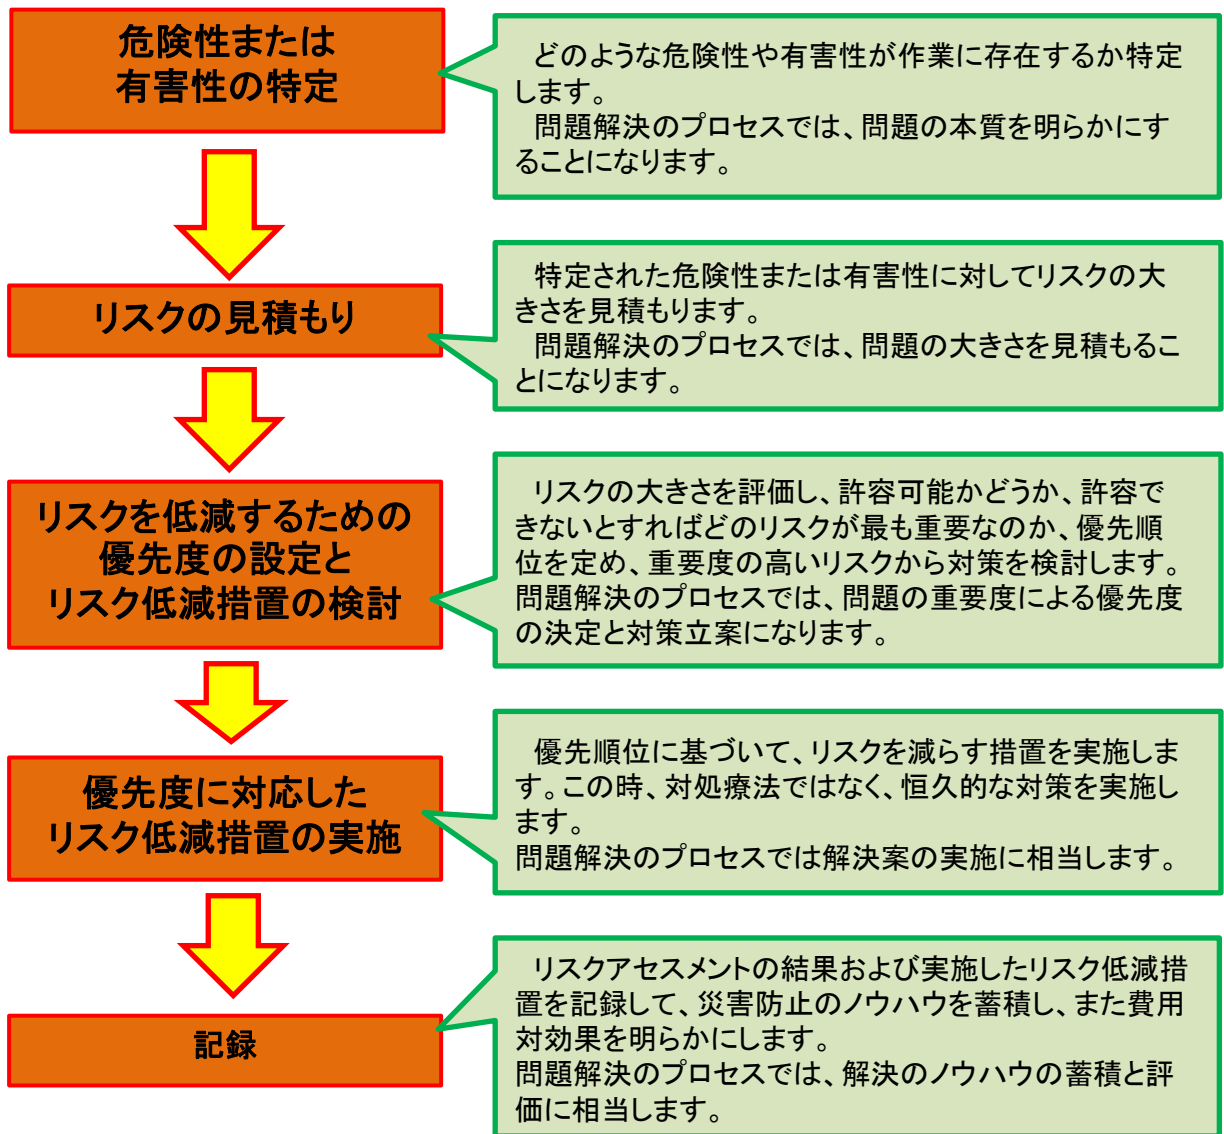 危険性または
有害性の特定
どのような危険性や有害性が作業に存在するか特定
します。
問題解決のプロセスでは、問題の本質を明らかにす
ることになります。
リスクの見積もり
特定された危険性または有害性に対してリスクの大
きさを見積もります。
問題解決のプロセスでは、問題の大きさを見積もるこ
とになります。
リスクを低減するための
優先度の設定と
リスク低減措置の検討
リスクの大きさを評価し、許容可能かどうか、許容で
きないとすればどのリスクが最も重要なのか、優先順
位を定め、重要度の高いリスクから対策を検討します。
問題解決のプロセスでは、問題の重要度による優先度
の決定と対策立案になります。
優先度に対応した
リスク低減措置の実施
優先順位に基づいて、リスクを減らす措置を実施しま
す。この時、対処療法ではなく、恒久的な対策を実施し
ます。
問題解決のプロセスでは解決案の実施に相当します。
記録
リスクアセスメントの結果および実施したリスク低減措
置を記録して、災害防止のノウハウを蓄積し、また費用
対効果を明らかにします。
問題解決のプロセスでは、解決のノウハウの蓄積と評
価に相当します。